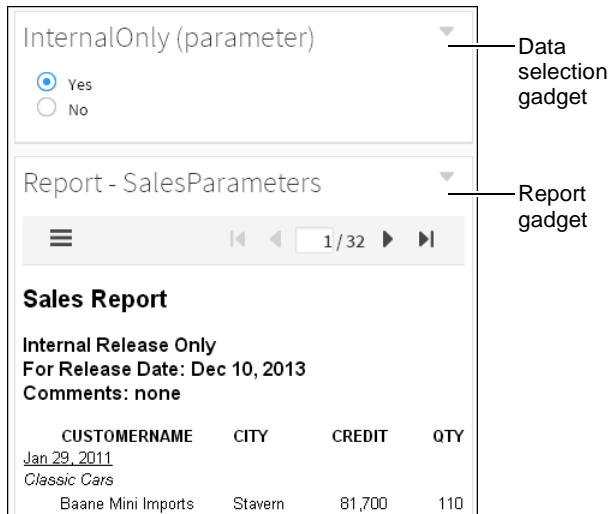 InternalOnly (parameter)
Yes
No
Data
selection
gadget
Report - SalesParameters
Report
gadget
1 / 32
Sales Report
Internal Release Only
For Release Date: Dec 10, 2013
Comments: none
CUSTOMERNAME CITY CREDIT QTY
Jan 29, 2011
Classic Cars
Baane Mini Imports Stavern 81,700 110